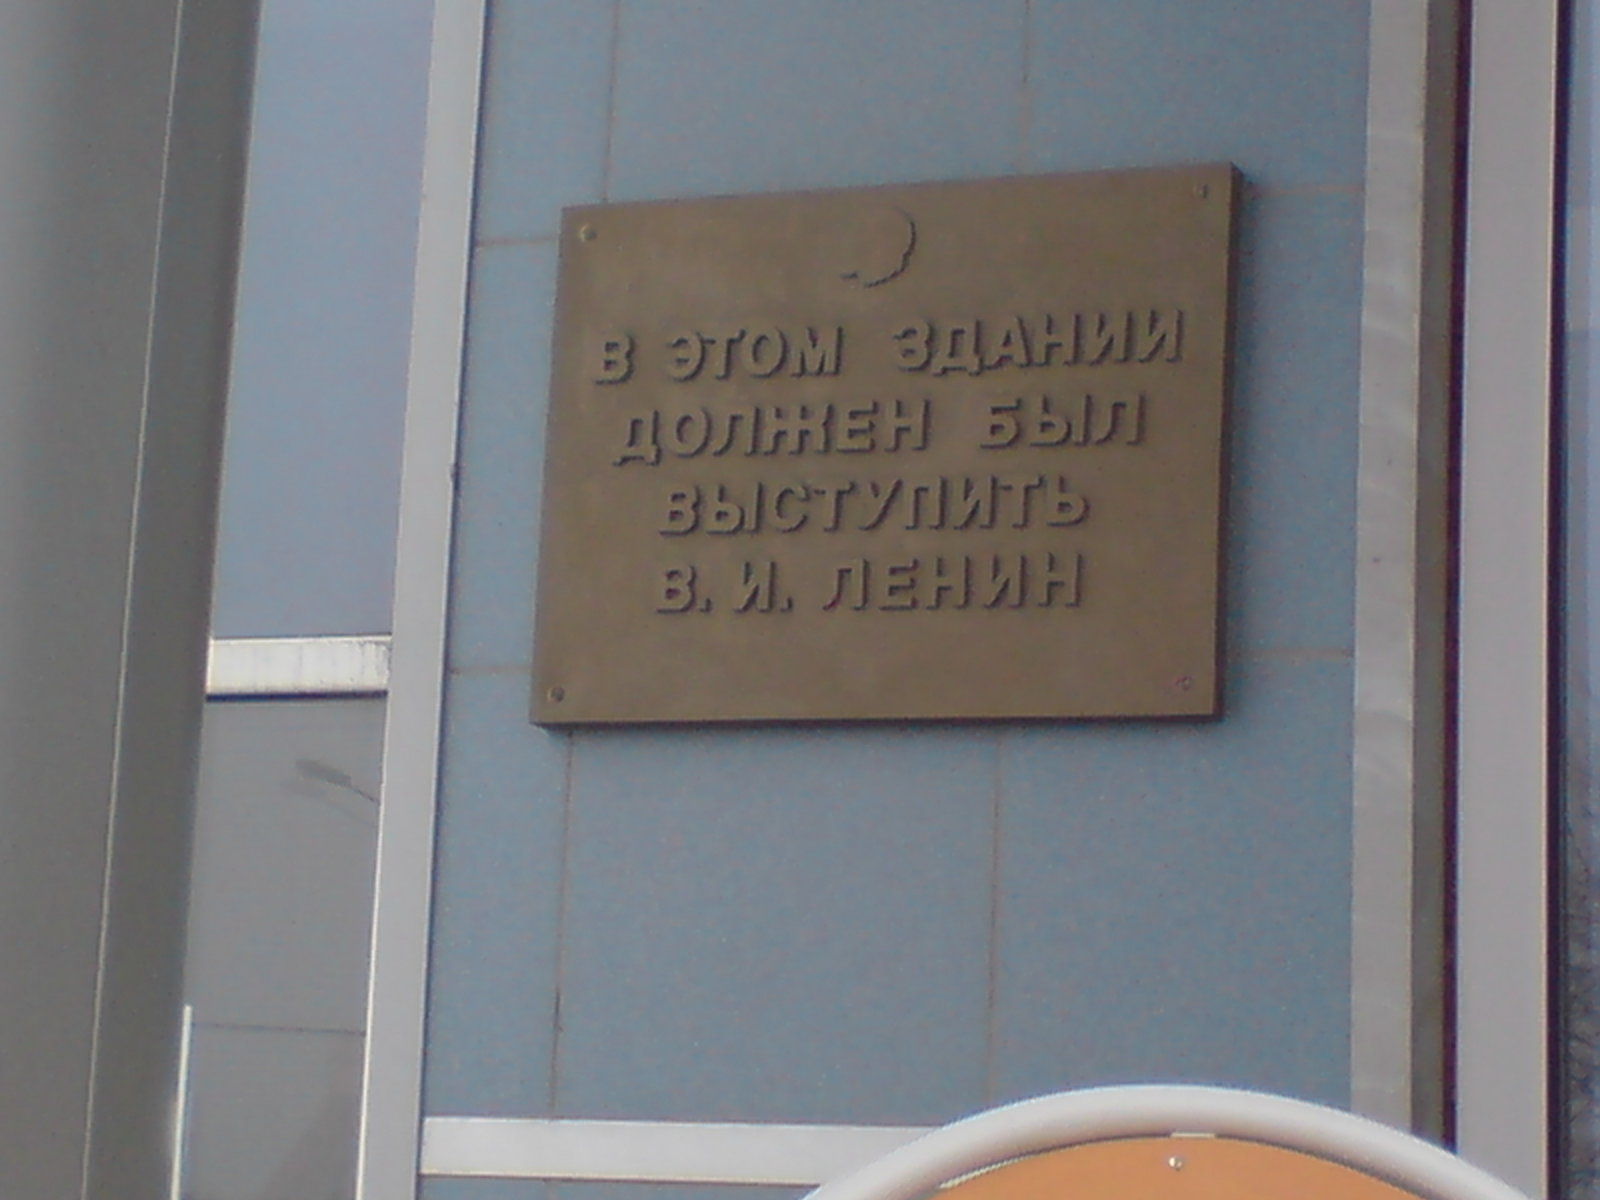 В ЭТОМ ЗДАНИИ
ДОЛЖЕН БЫЛ
ВЫСТУПИТЬ
В. И. ЛЕНИН